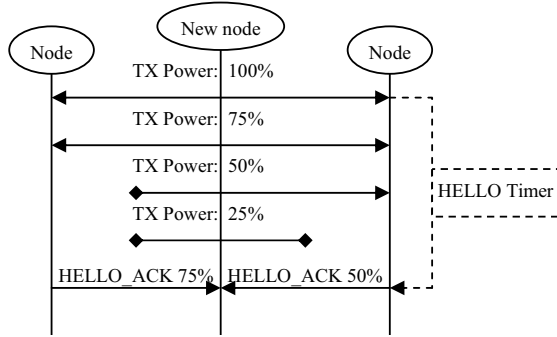 New node
Node
Node
TX Power: 100%
TX Power: 75%
TX Power: 50%
TX Power: 25%
HELLO Timer
HELLO_ACK 75%
HELLO_ACK 50%